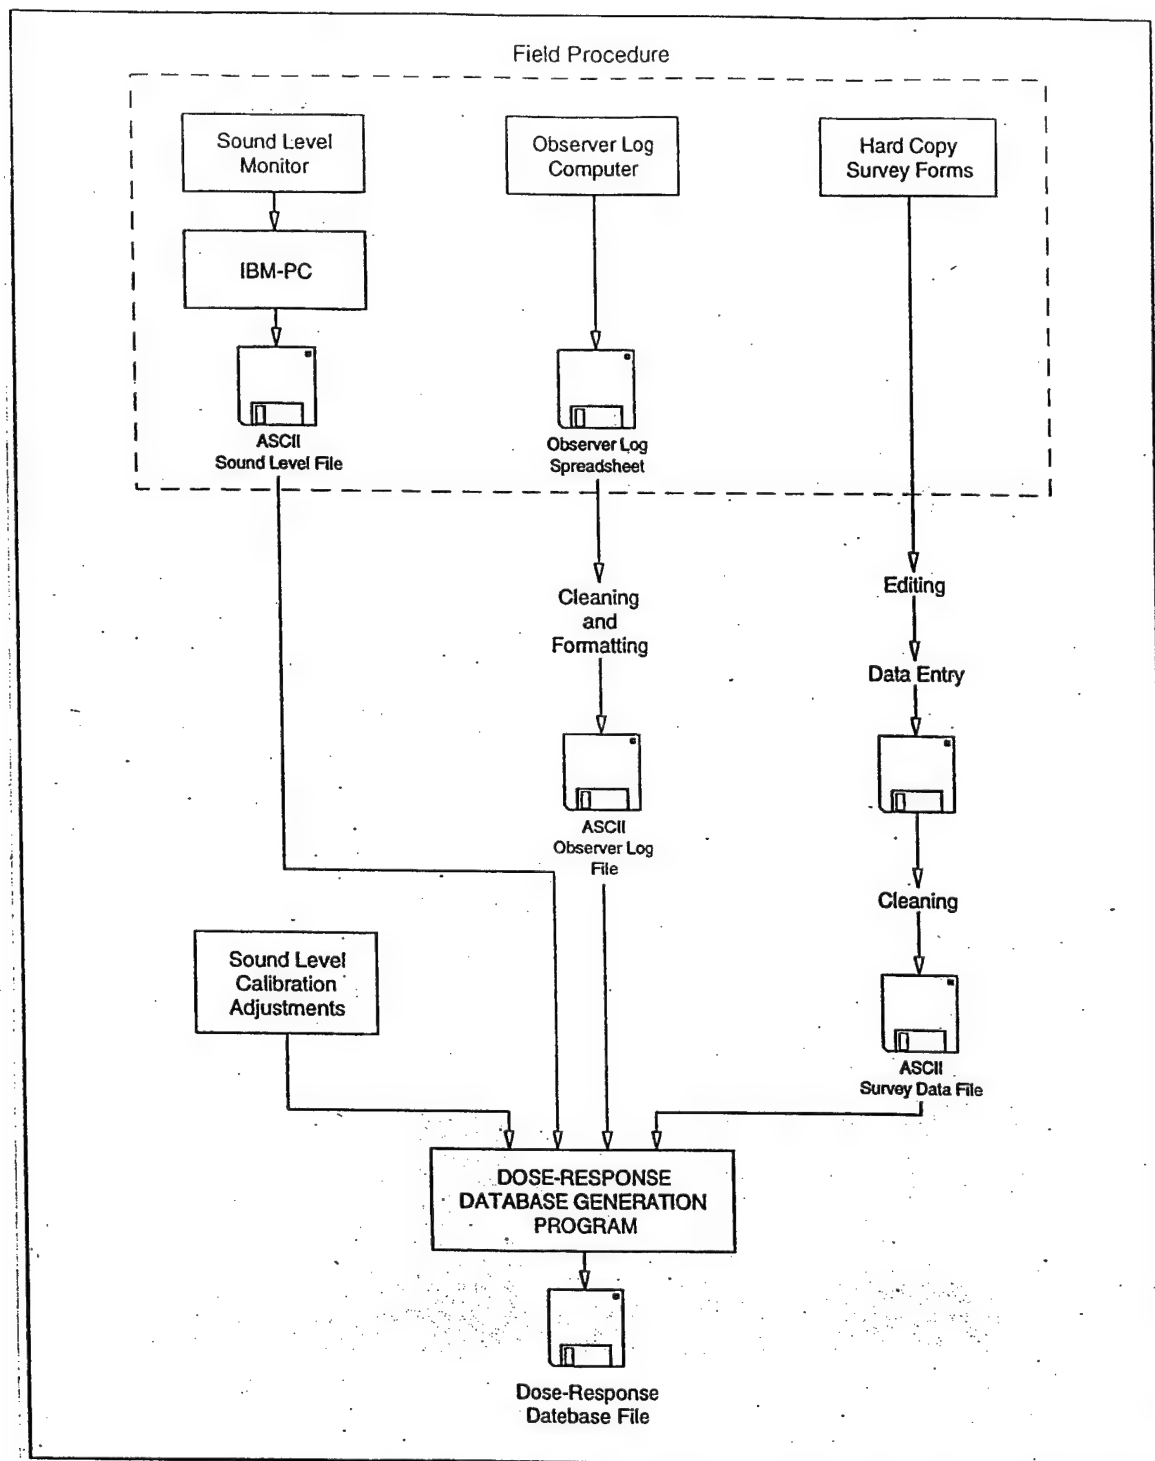 Field Procedure
Sound Level
Monitor
Observer Log
Computer
Hard Copy
Survey Forms
IBM-PC
ASCII
Sound Level File
Observer Log
Spreadsheet
Cleaning
and
Formatting
Editing
Data Entry
ASCII
Observer Log
File
Cleaning
Sound Level
Calibration
Adjustments
ASCII
Survey Data File
DOSE-RESPONSE
DATABASE GENERATION
PROGRAM
Dose-Response
Datebase File